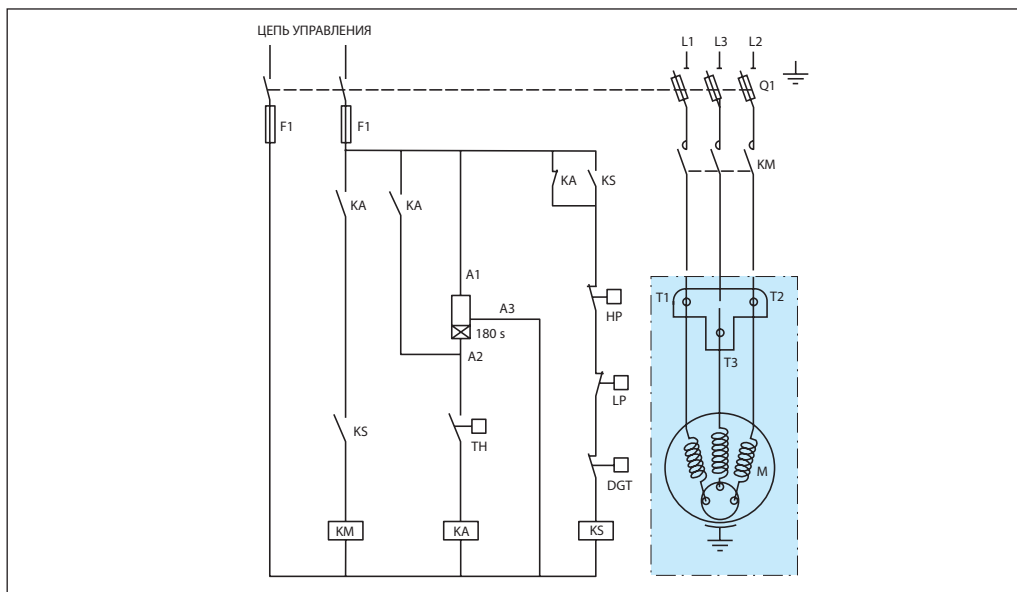 ЦЕПЬ УПРАВЛЕНИЯ
L1 L3 L2
Q1
F1 F1
KM
KA KS
KA KA
A1
T1 T2
A3
HP
180 s
A2
T3
LP
KS
TH
M
DGT
KM KA KS